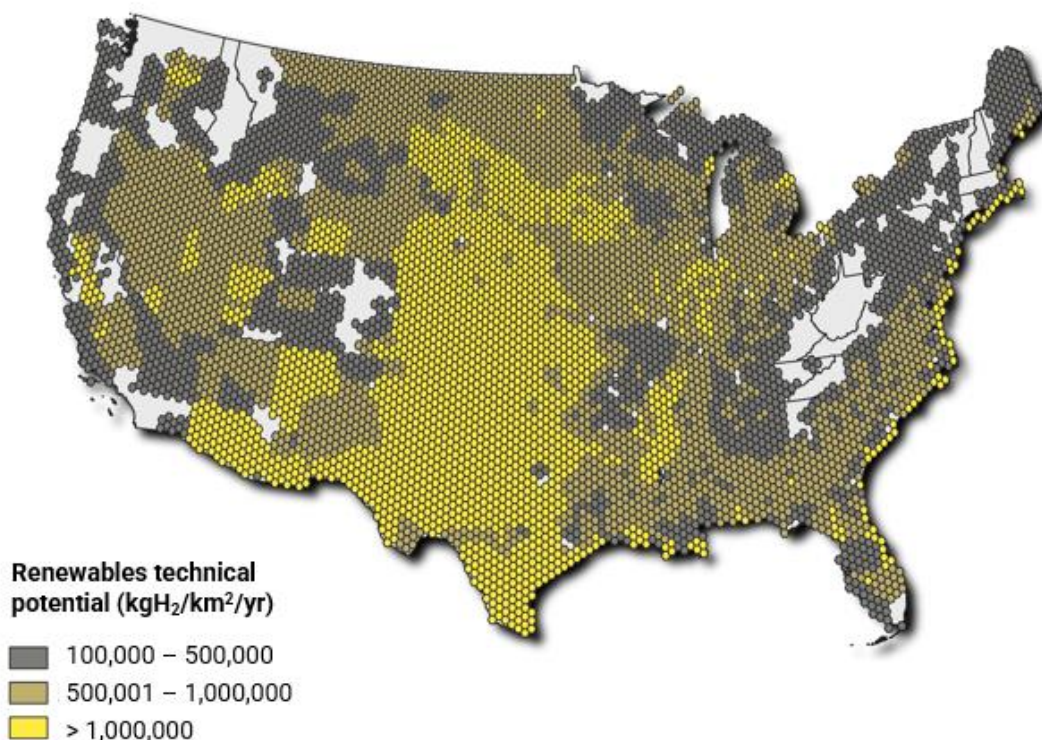 Renewables technical
potential (kgH₂/km²/yr)
100,000 – 500,000
500,001 – 1,000,000
> 1,000,000